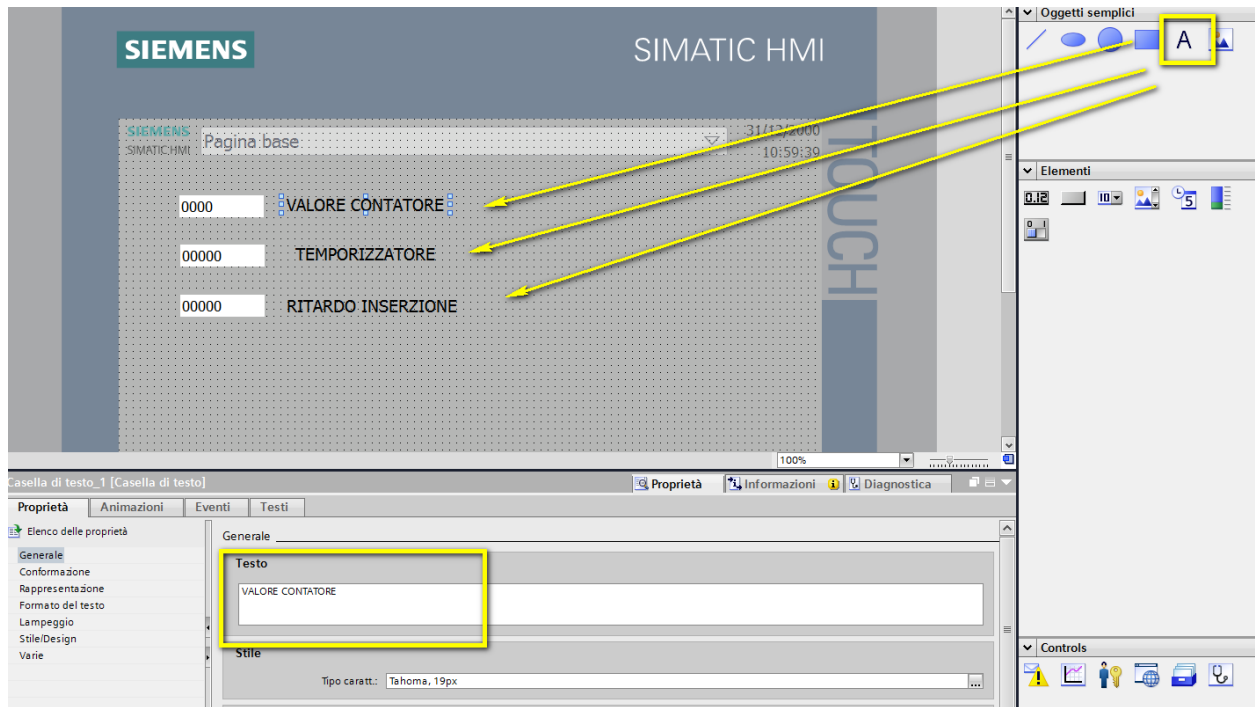 Oggetti semplici
A
SIEMENS
SIMATIC HMI
SIEMENS
SIMATIC HMI
Pagina base
31/12/2000
10:59:39
TOUCH
0000
VALORE CONTATORE
00000
TEMPORIZZATORE
00000
RITARDO INSERZIONE
Elementi
0.12
10
5
0 1
100%
Casella di testo_1 [Casella di testo]
Proprietà
Informazioni
Diagnostica
Proprietà
Animazioni
Eventi
Testi
Elenco delle proprietà
Generale
Conformazione
Rappresentazione
Formato del testo
Lampeggio
Stile/Design
Varie
Generale
Testo
VALORE CONTATORE
Stile
Tipo caratt.:
Tahoma, 19px
...
Controls